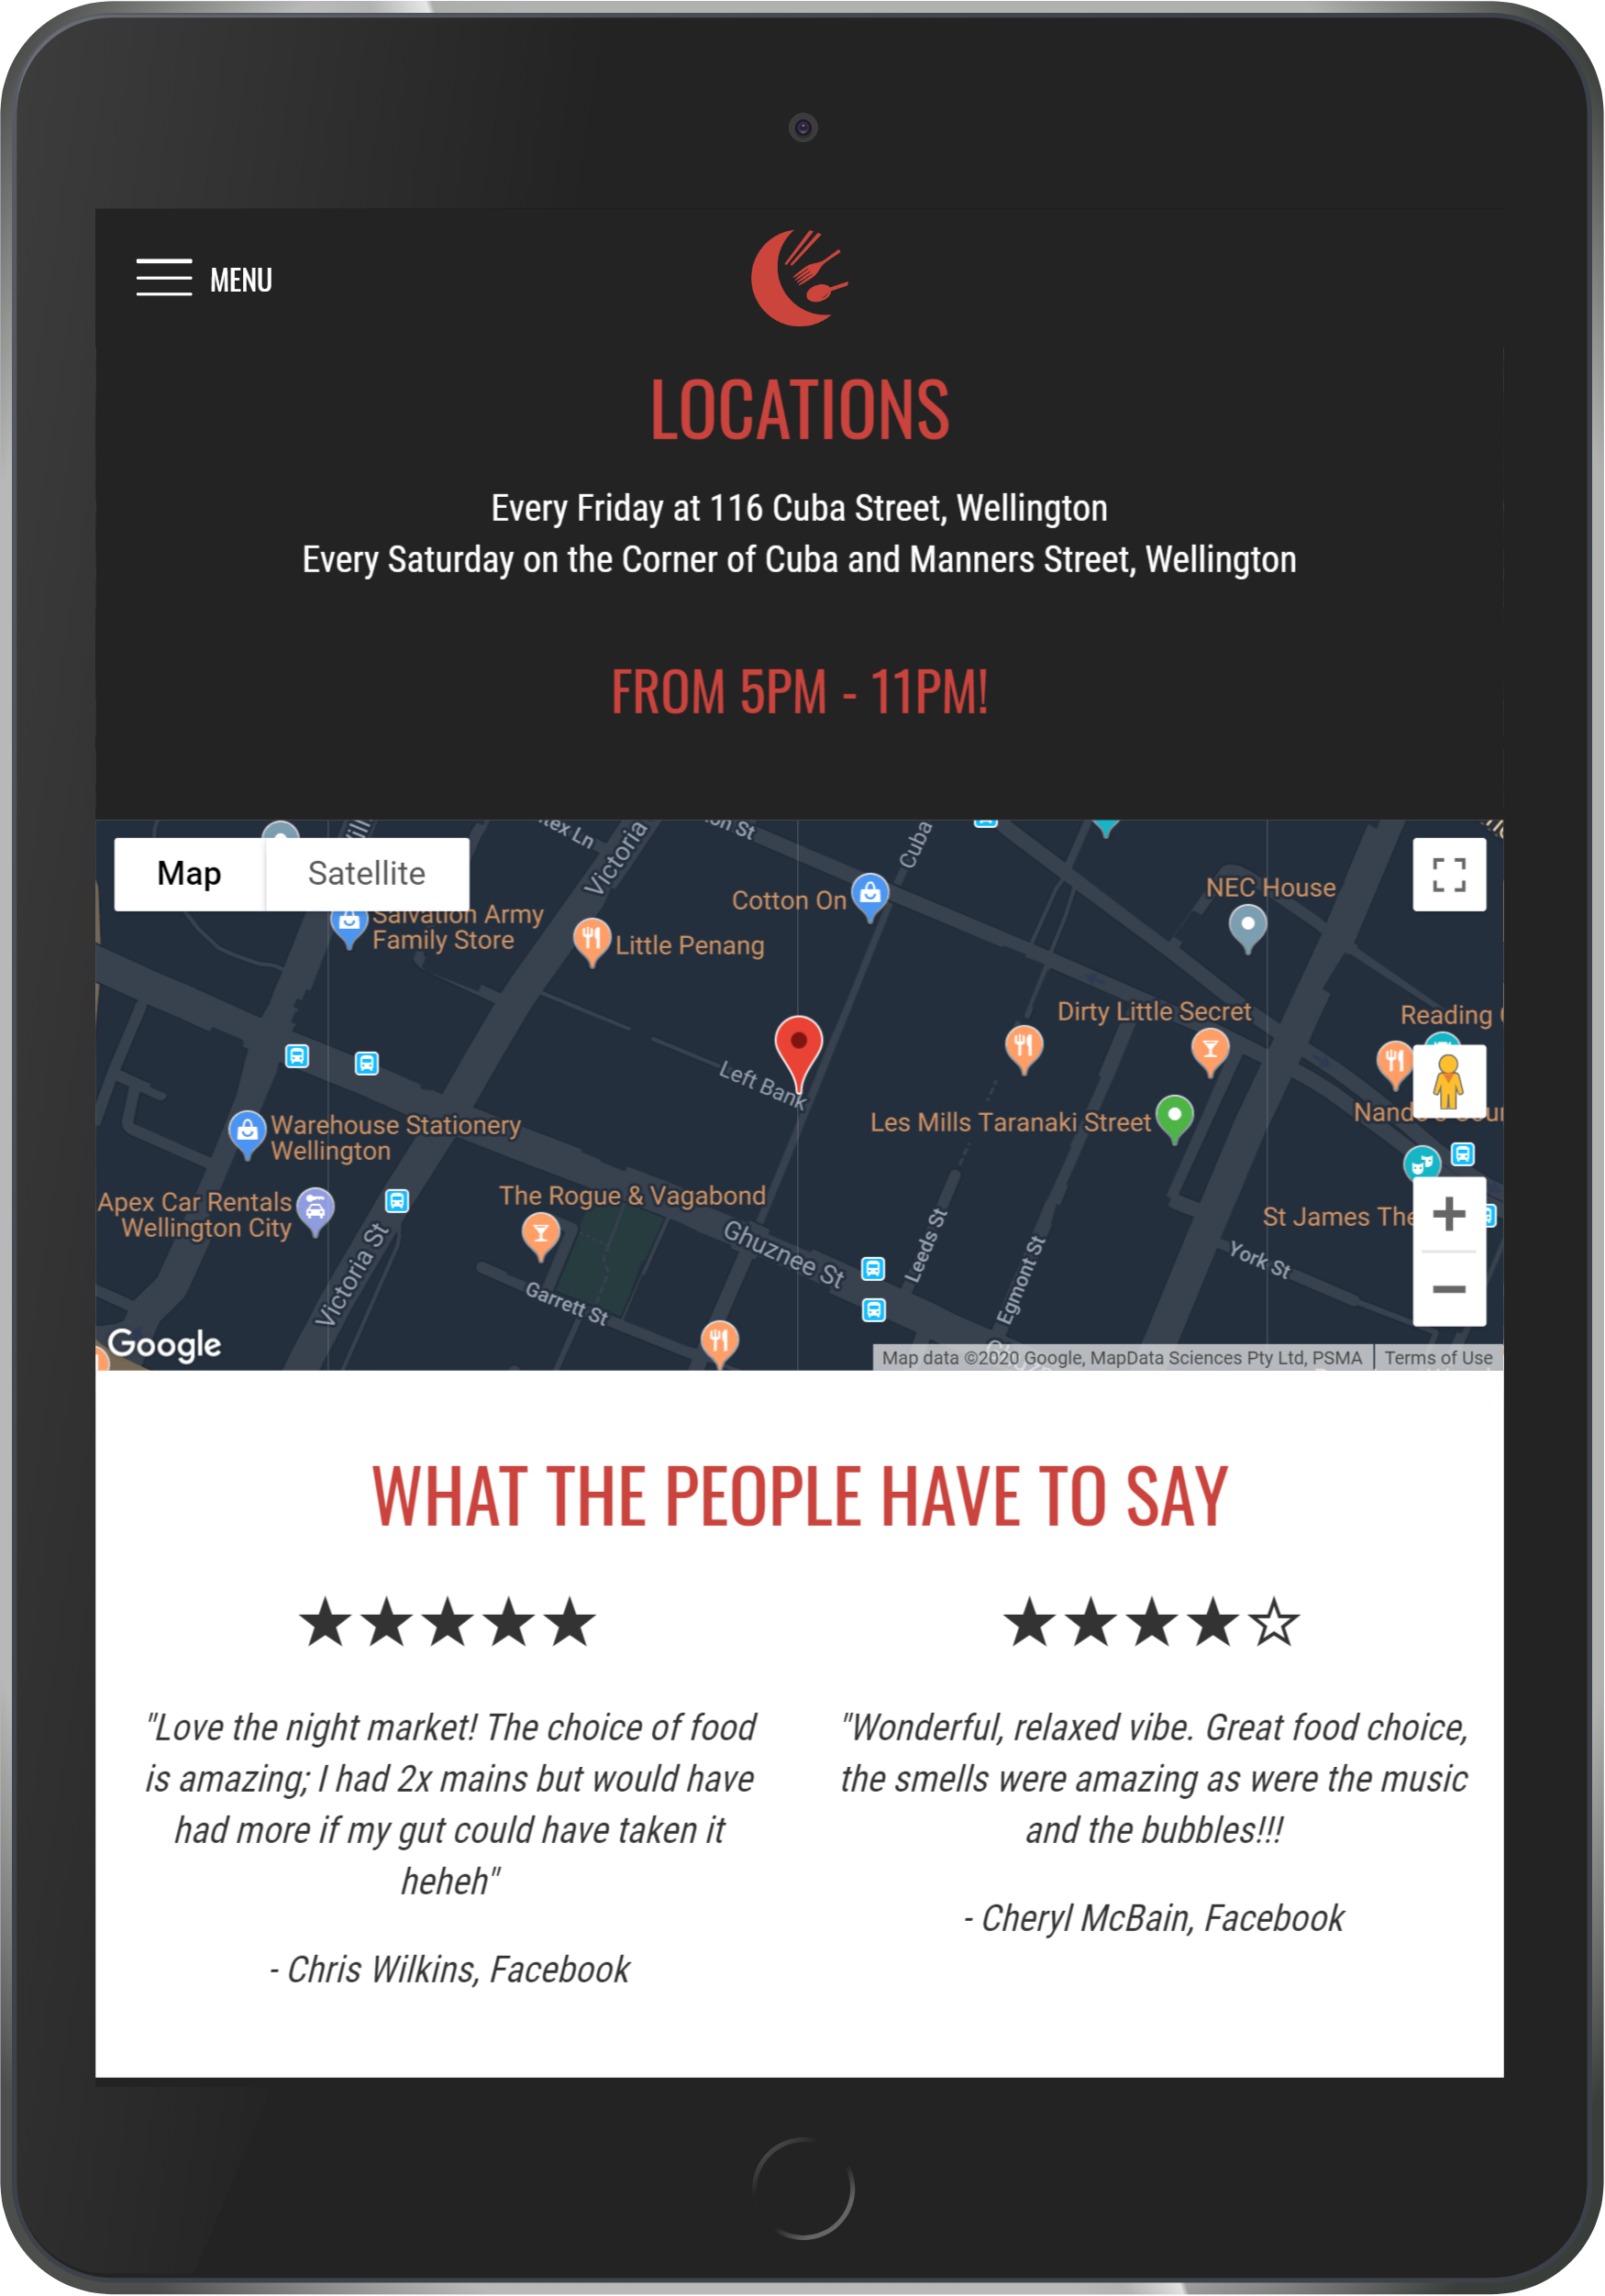 MENU
LOCATIONS
Every Friday at 116 Cuba Street, Wellington
Every Saturday on the Corner of Cuba and Manners Street, Wellington
FROM 5PM - 11PM!
Map
Satellite
Victoria
Cuba
Cotton On
NEC House
Salvation Army
Family Store
Little Penang
Dirty Little Secret
Reading
Left Bank
Les Mills Taranaki Street
Warehouse Stationery
Wellington
Apex Car Rentals
Wellington City
The Rogue & Vagabond
St James
Victoria St
Ghuznee St
Leeds St
Egmont St
York St
Garrett St
Google
Map data ©2020 Google, MapData Sciences Pty Ltd, PSMA
Terms of Use
WHAT THE PEOPLE HAVE TO SAY
★★★★★
★★★★☆
"Love the night market! The choice of food
is amazing; I had 2x mains but would have
had more if my gut could have taken it
heheh"
- Chris Wilkins, Facebook
"Wonderful, relaxed vibe. Great food choice,
the smells were amazing as were the music
and the bubbles!!!
- Cheryl McBain, Facebook